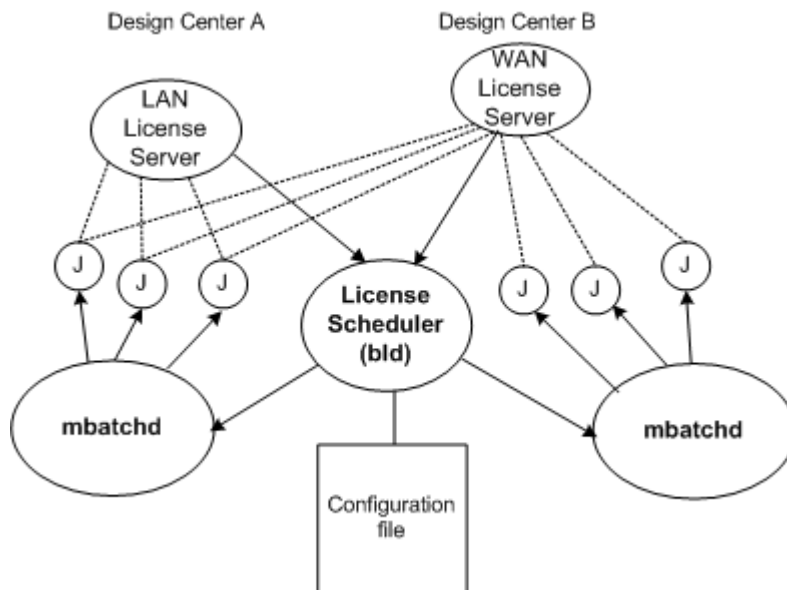 Design Center A
Design Center B
LAN
License
Server
WAN
License
Server
J
J
J
J
J
J
License
Scheduler
(bld)
mbatchd
mbatchd
Configuration
file